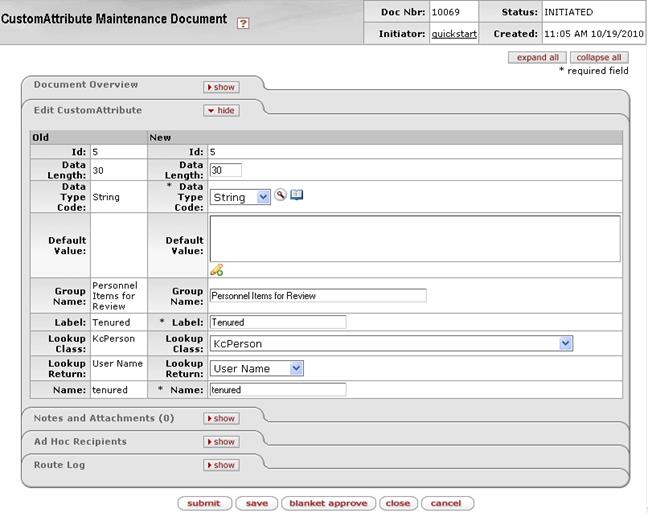 CustomAttribute Maintenance Document ?
Doc Nbr: 10069 Status: INITIATED
Initiator: quickstart Created: 11:05 AM 10/19/2010
expand all collapse all
* required field
Document Overview show
Edit CustomAttribute hide
Old New
Id: 5 Id: 5
Data Length: 30 Data Length: 30
Data Type Code: String * Data Type Code: String
Default Value: Default Value:
Group Name: Personnel Items for Review Group Name: Personnel Items for Review
Label: Tenured * Label: Tenured
Lookup Class: KcPerson Lookup Class: KcPerson
Lookup Return: User Name Lookup Return: User Name
Name: tenured * Name: tenured
Notes and Attachments (0) show
Ad Hoc Recipients show
Route Log show
submit save blanket approve close cancel